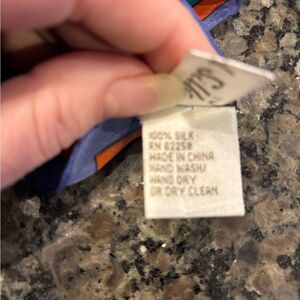 100% SILK
RN 82258
MADE IN CHINA
HAND WASH/
HAND DRY
OR DRY CLEAN